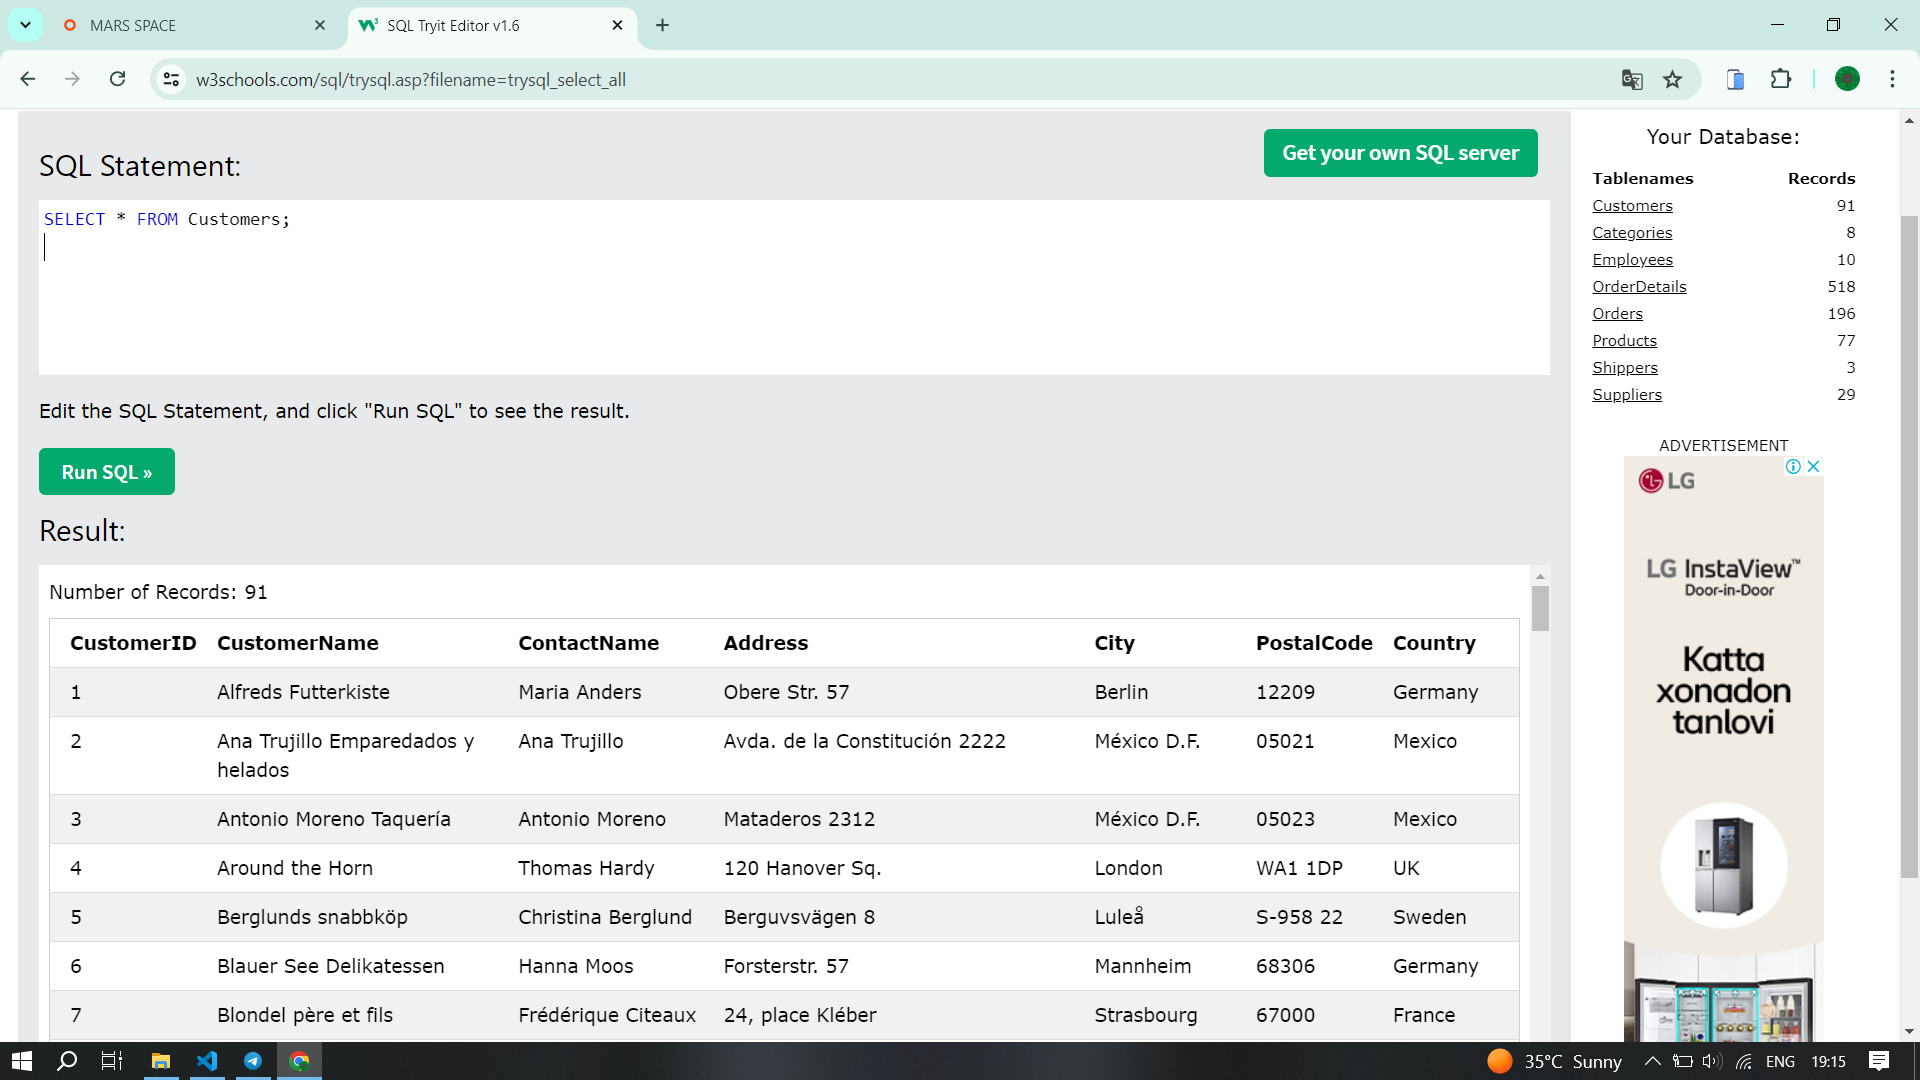 MARS SPACE
SQL Tryit Editor v1.6
w3schools.com/sql/trysql.asp?filename=trysql_select_all
SQL Statement:
Get your own SQL server
SELECT * FROM Customers;
Edit the SQL Statement, and click "Run SQL" to see the result.
Run SQL »
Result:
Number of Records: 91
CustomerID CustomerName ContactName Address City PostalCode Country
1 Alfreds Futterkiste Maria Anders Obere Str. 57 Berlin 12209 Germany
2 Ana Trujillo Emparedados y helados Ana Trujillo Avda. de la Constitución 2222 México D.F. 05021 Mexico
3 Antonio Moreno Taquería Antonio Moreno Mataderos 2312 México D.F. 05023 Mexico
4 Around the Horn Thomas Hardy 120 Hanover Sq. London WA1 1DP UK
5 Berglunds snabbköp Christina Berglund Berguvsvägen 8 Luleå S-958 22 Sweden
6 Blauer See Delikatessen Hanna Moos Forsterstr. 57 Mannheim 68306 Germany
7 Blondel père et fils Frédérique Citeaux 24, place Kléber Strasbourg 67000 France
Your Database:
Tablenames Records
Customers 91
Categories 8
Employees 10
OrderDetails 518
Orders 196
Products 77
Shippers 3
Suppliers 29
ADVERTISEMENT
LG
LG InstaView™
Door-in-Door
Katta
xonadon
tanlovi
35°C Sunny
ENG
19:15